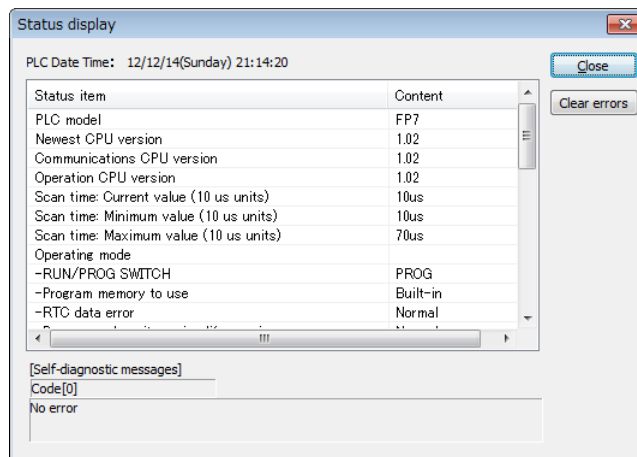 Status display
PLC Date Time: 12/12/14(Sunday) 21:14:20
Close
Clear errors
Status item Content
PLC model FP7
Newest CPU version 1.02
Communications CPU version 1.02
Operation CPU version 1.02
Scan time: Current value (10 us units) 10us
Scan time: Minimum value (10 us units) 10us
Scan time: Maximum value (10 us units) 70us
Operating mode
-RUN/PROG SWITCH PROG
-Program memory to use Built-in
-RTC data error Normal
[Self-diagnostic messages]
Code[0]
No error